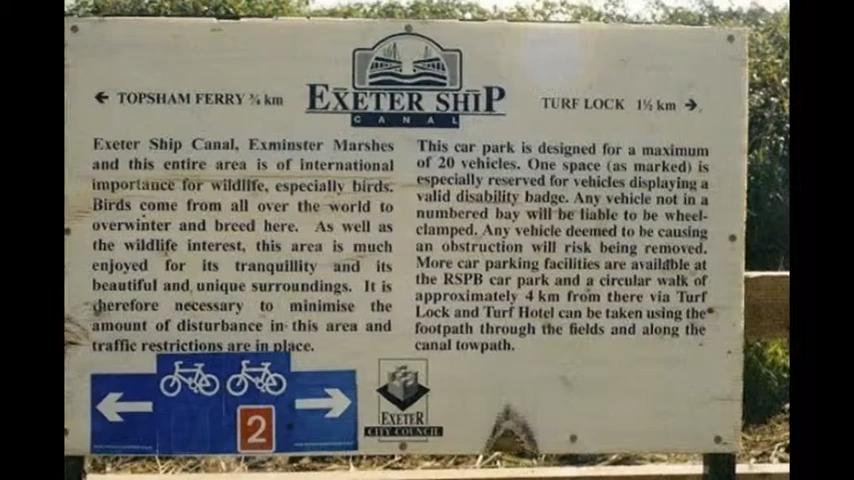 ← TOPSHAM FERRY ¾ km
EXETER SHIP
CANAL
TURF LOCK 1½ km →
Exeter Ship Canal, Exminster Marshes
and this entire area is of international
importance for wildlife, especially birds.
Birds come from all over the world to
overwinter and breed here. As well as
the wildlife interest, this area is much
enjoyed for its tranquillity and its
beautiful and unique surroundings. It is
therefore necessary to minimise the
amount of disturbance in this area and
traffic restrictions are in place.
This car park is designed for a maximum
of 20 vehicles. One space (as marked) is
especially reserved for vehicles displaying a
valid disability badge. Any vehicle not in a
numbered bay will be liable to be wheel-
clamped. Any vehicle deemed to be causing
an obstruction will risk being removed.
More car parking facilities are available at
the RSPB car park and a circular walk of
approximately 4 km from there via Turf
Lock and Turf Hotel can be taken using the
footpath through the fields and along the
canal towpath.
2
EXETER
CITY COUNCIL